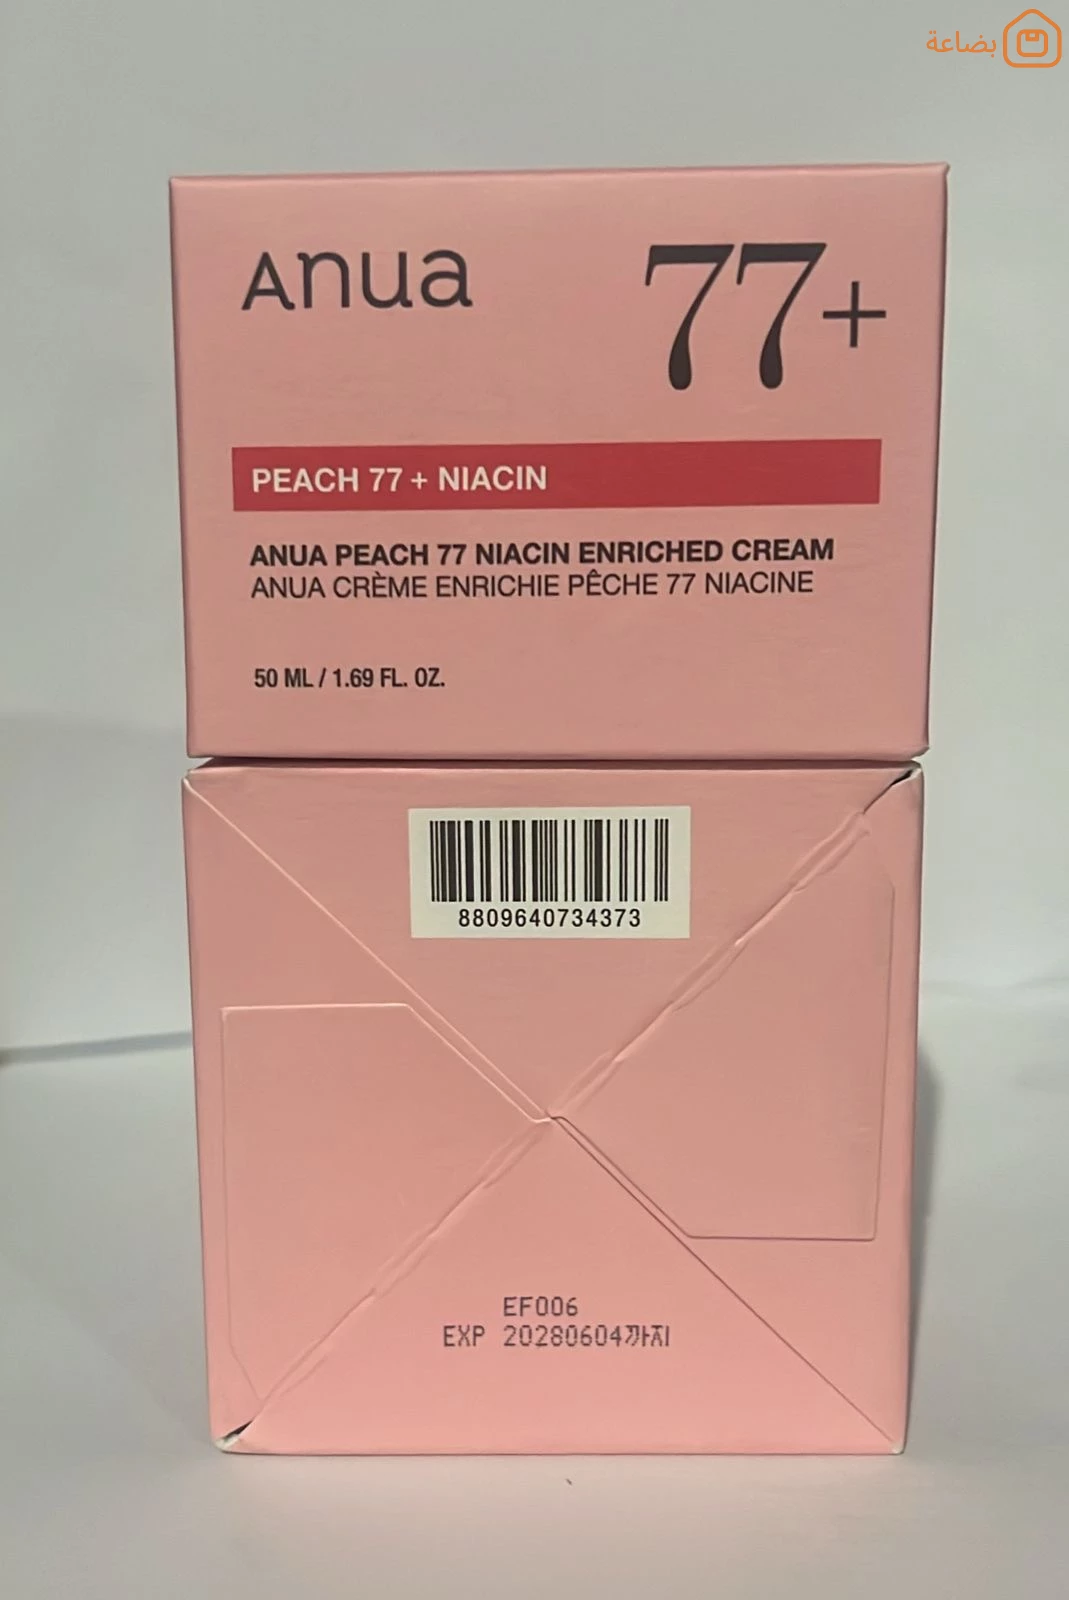 بضاعة
Anua
77+
PEACH 77 + NIACIN
ANUA PEACH 77 NIACIN ENRICHED CREAM
ANUA CRÈME ENRICHIE PÊCHE 77 NIACINE
50 ML / 1.69 FL. OZ.
8809640734373
EF006
EXP 20280604까지